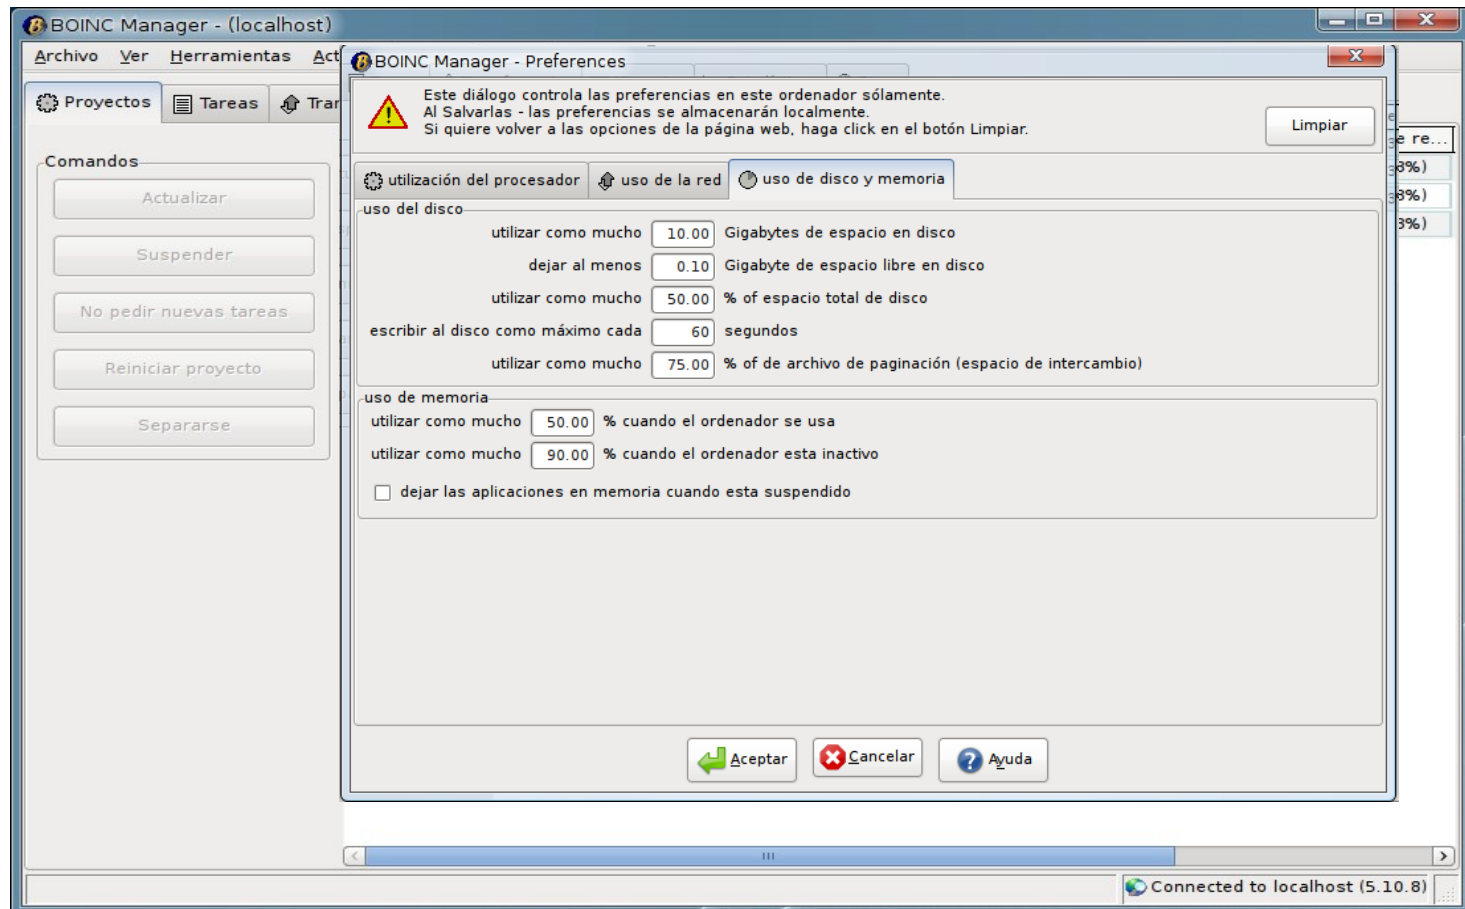 BOINC Manager - (localhost)
Archivo Ver Herramientas
BOINC Manager - Preferences
Proyectos Tareas
Este diálogo controla las preferencias en este ordenador sólamente.
Al Salvarlas - las preferencias se almacenarán localmente.
Si quiere volver a las opciones de la página web, haga click en el botón Limpiar.
Limpiar
Comandos
Actualizar
Suspender
No pedir nuevas tareas
Reiniciar proyecto
Separarse
utilización del procesador uso de la red uso de disco y memoria
uso del disco
utilizar como mucho 10.00 Gigabytes de espacio en disco
dejar al menos 0.10 Gigabyte de espacio libre en disco
utilizar como mucho 50.00 % of espacio total de disco
escribir al disco como máximo cada 60 segundos
utilizar como mucho 75.00 % of de archivo de paginación (espacio de intercambio)
uso de memoria
utilizar como mucho 50.00 % cuando el ordenador se usa
utilizar como mucho 90.00 % cuando el ordenador esta inactivo
dejar las aplicaciones en memoria cuando esta suspendido
Aceptar Cancelar Ayuda
Connected to localhost (5.10.8)